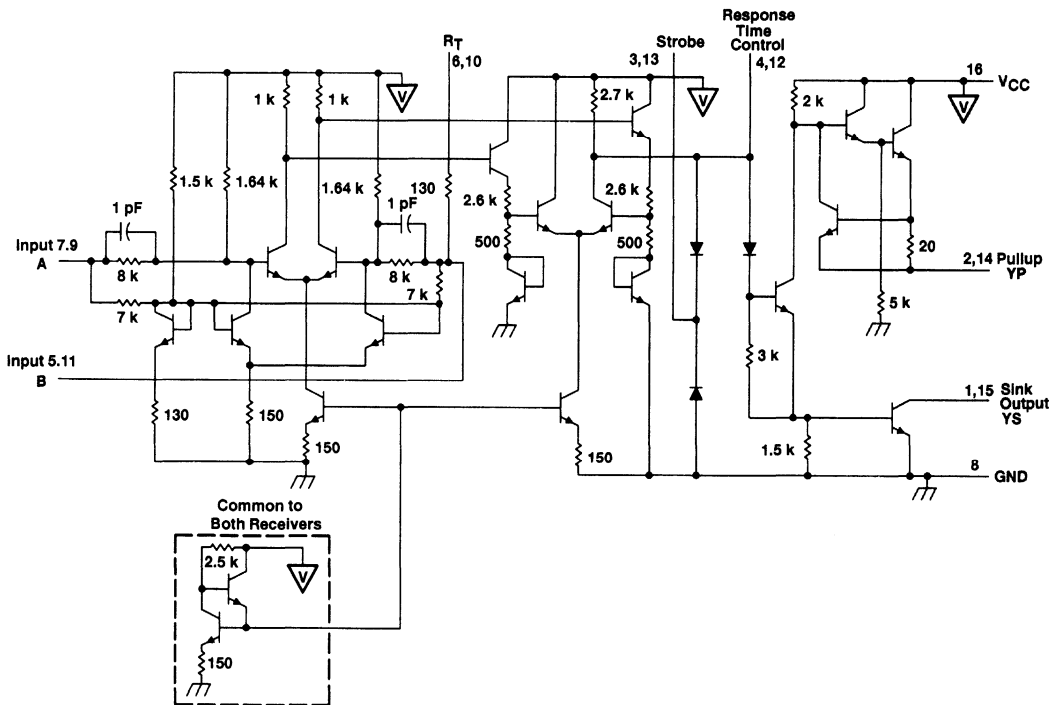 Response
Time
Control
4,12
Strobe
3,13
RT
6,10
16
VCC
V
V
V
1 k
1 k
2.7 k
2 k
1.5 k
1.64 k
1.64 k
130
1 pF
1 pF
2.6 k
2.6 k
500
500
20
Input 7.9
A
8 k
8 k
7 k
7 k
2,14 Pullup
YP
5 k
3 k
Input 5.11
B
130
150
150
150
1.5 k
1,15 Sink
Output
YS
8
GND
Common to
Both Receivers
2.5 k
V
150